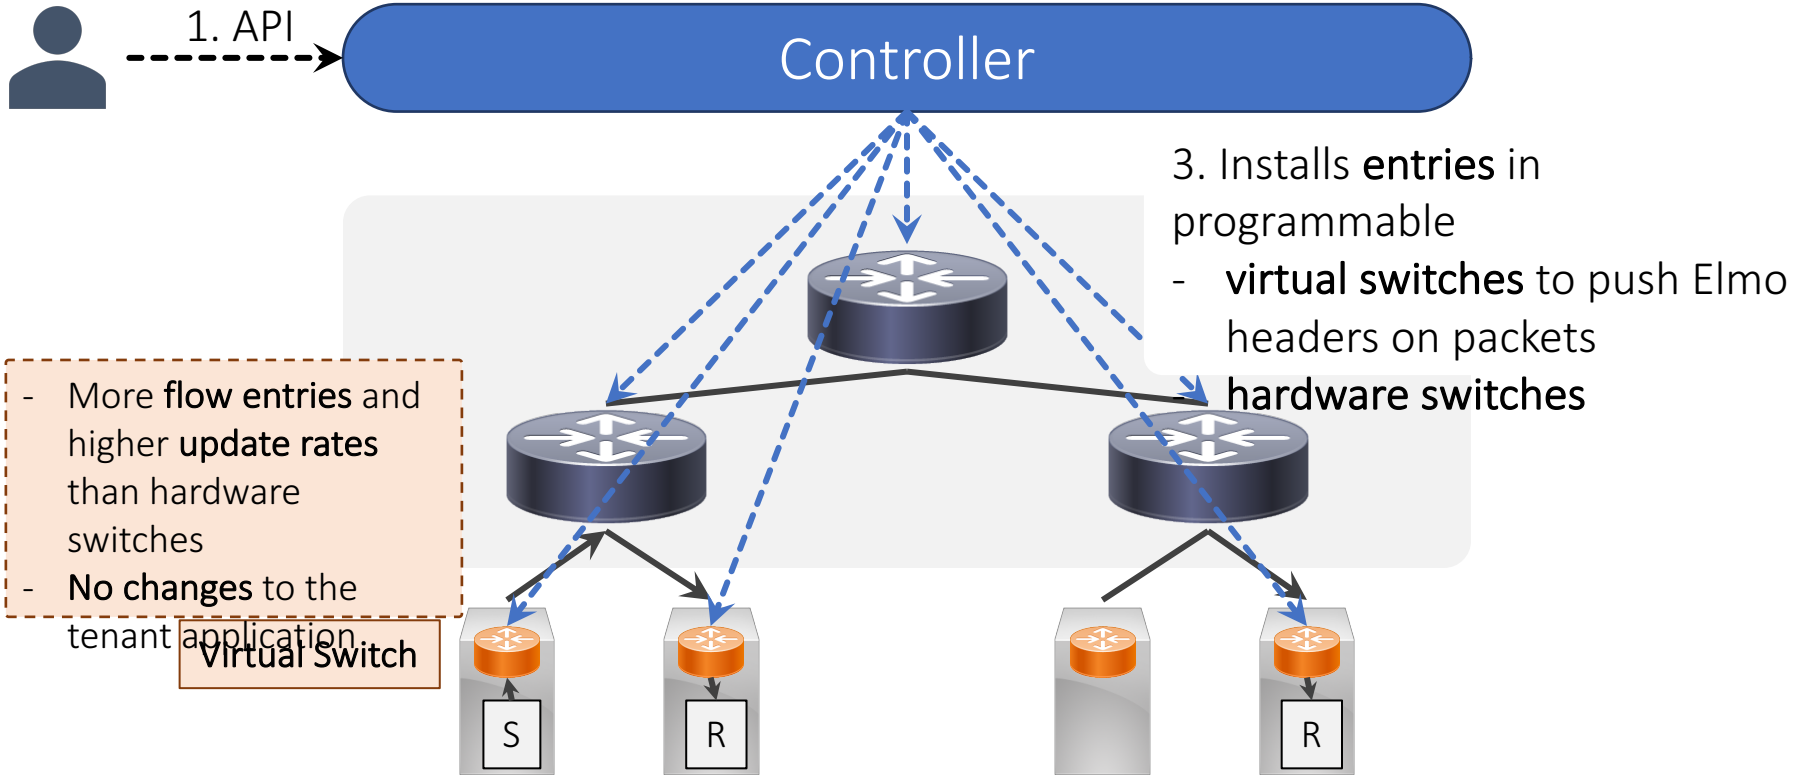 1. API
Controller
3. Installs entries in
programmable
- virtual switches to push Elmo
headers on packets
- hardware switches
- More flow entries and
higher update rates
than hardware
switches
- No changes to the
tenant application
Virtual Switch
S
R
R